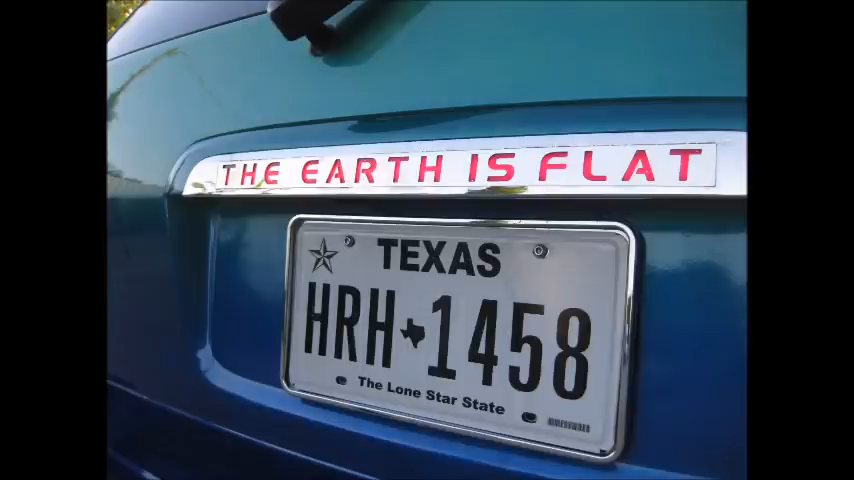 THE EARTH IS FLAT
TEXAS
HRH 1458
The Lone Star State